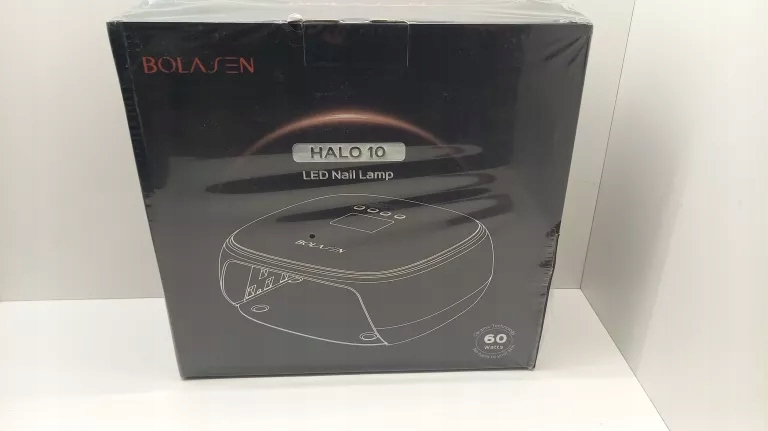 BOLASEN
HALO 10
LED Nail Lamp
BOLASEN
60
watts